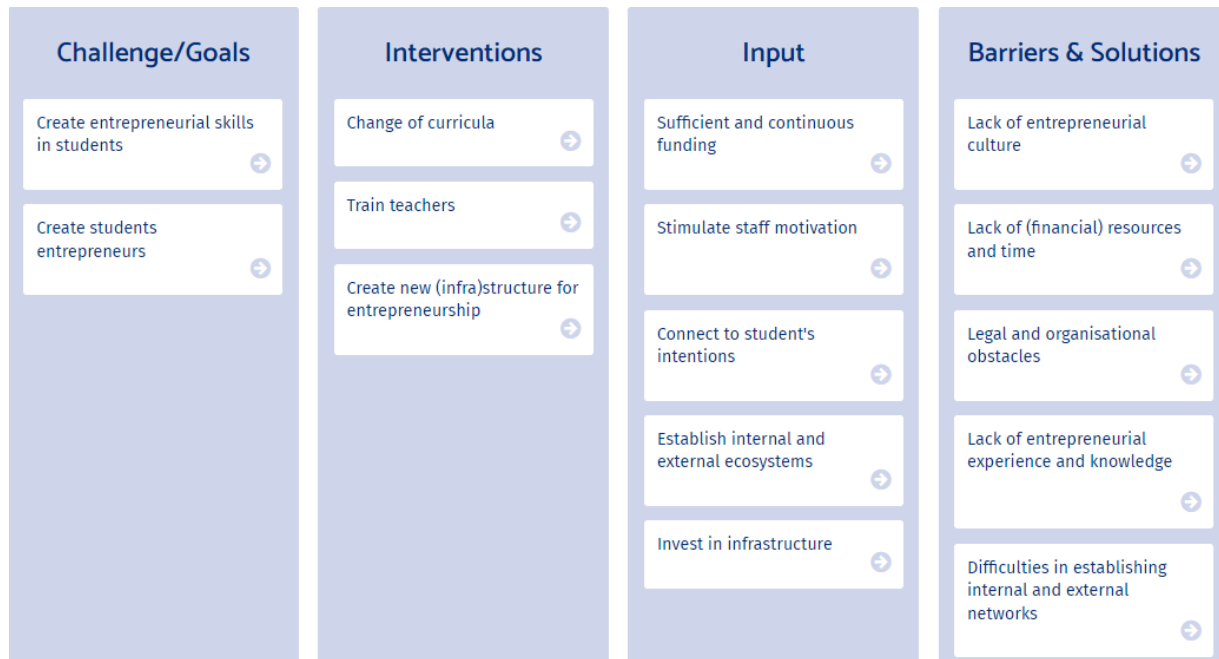 Challenge/Goals
Create entrepreneurial skills
in students
Create students
entrepreneurs
Interventions
Change of curricula
Train teachers
Create new (infra)structure for
entrepreneurship
Input
Sufficient and continuous
funding
Stimulate staff motivation
Connect to student's
intentions
Establish internal and
external ecosystems
Invest in infrastructure
Barriers & Solutions
Lack of entrepreneurial
culture
Lack of (financial) resources
and time
Legal and organisational
obstacles
Lack of entrepreneurial
experience and knowledge
Difficulties in establishing
internal and external
networks